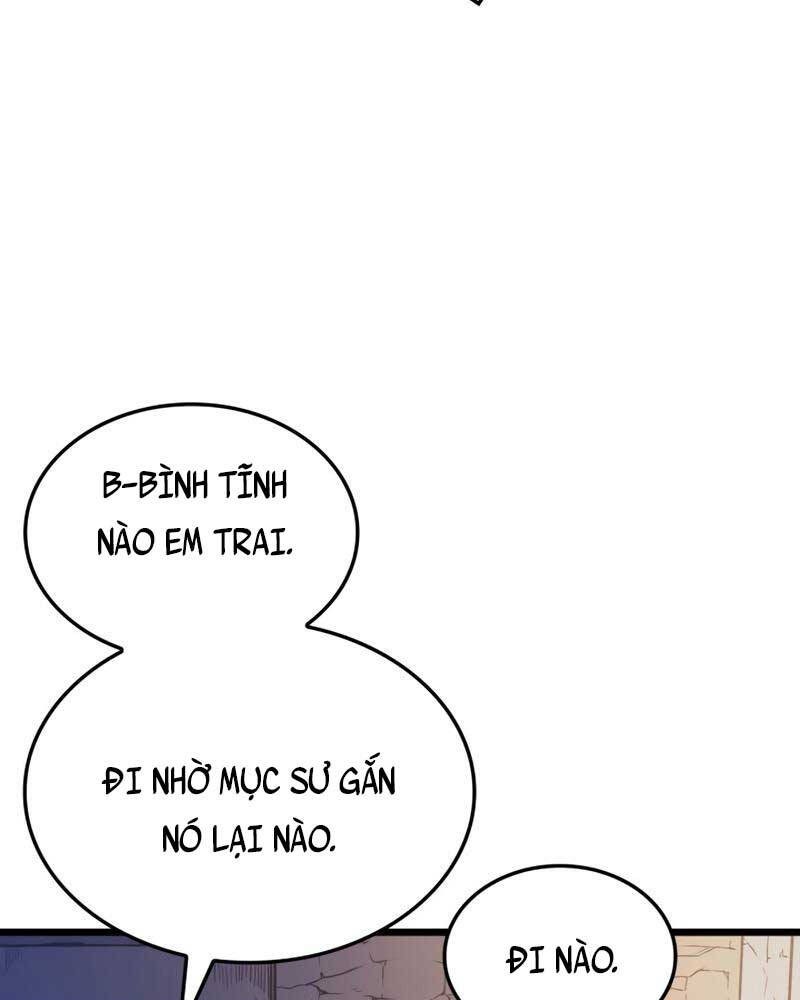 B-BÌNH TĨNH
NÀO EM TRAI.
ĐI NHỜ MỤC SƯ GẮN
NÓ LẠI NÀO.
ĐI NÀO.